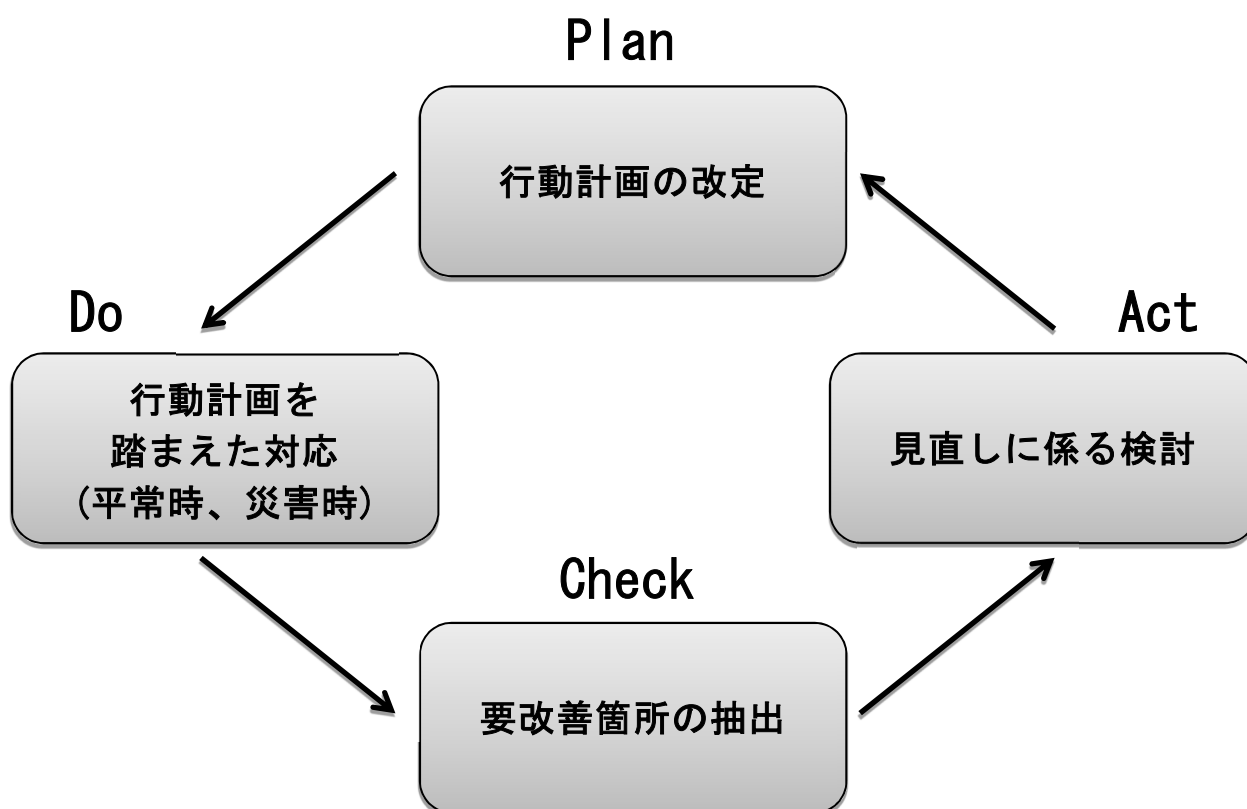 Plan
行動計画の改定
Do
行動計画を
踏まえた対応
(平常時、災害時)
Act
見直しに係る検討
Check
要改善箇所の抽出